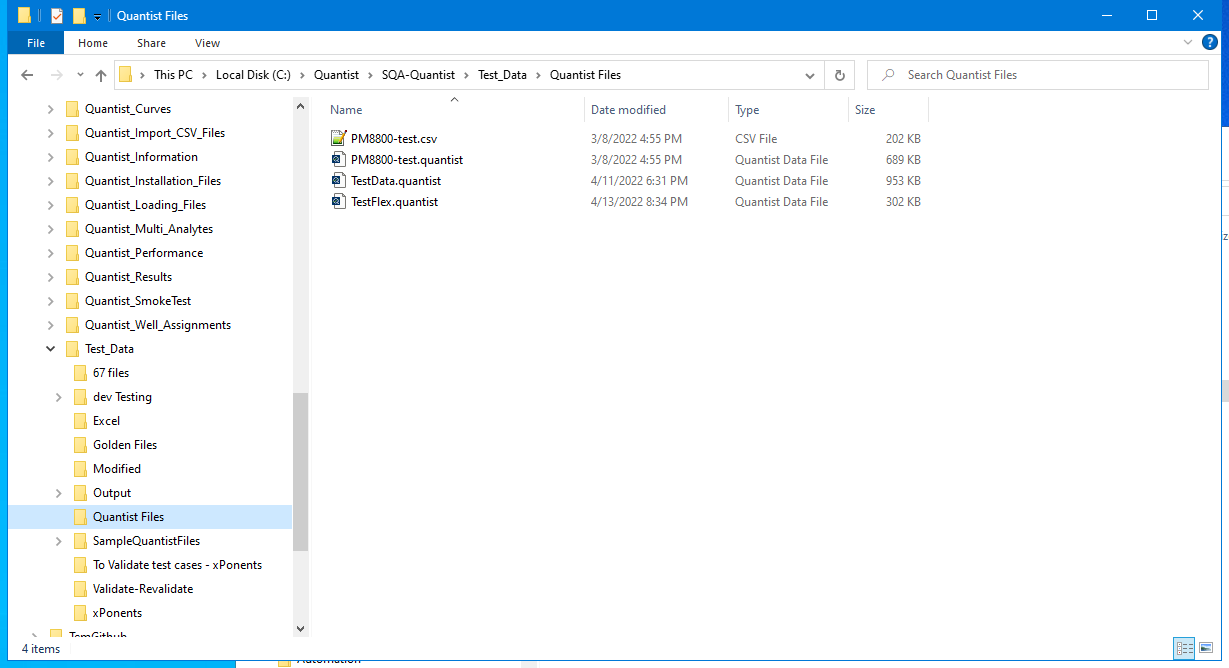 Quantist Files
File Home Share View
This PC > Local Disk (C:) > Quantist > SQA-Quantist > Test_Data > Quantist Files
Search Quantist Files
Quantist_Curves
Quantist_Import_CSV_Files
Quantist_Information
Quantist_Installation_Files
Quantist_Loading_Files
Quantist_Multi_Analytes
Quantist_Performance
Quantist_Results
Quantist_SmokeTest
Quantist_Well_Assignments
Test_Data
67 files
dev Testing
Excel
Golden Files
Modified
Output
Quantist Files
SampleQuantistFiles
To Validate test cases - xPonents
Validate-Revalidate
xPonents
TemGithub
Name Date modified Type Size
PM8800-test.csv 3/8/2022 4:55 PM CSV File 202 KB
PM8800-test.quantist 3/8/2022 4:55 PM Quantist Data File 689 KB
TestData.quantist 4/11/2022 6:31 PM Quantist Data File 953 KB
TestFlex.quantist 4/13/2022 8:34 PM Quantist Data File 302 KB
4 items
Automation